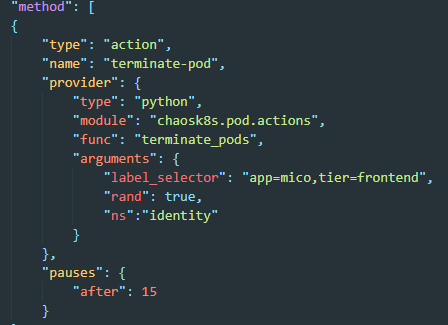 "method": [
{
    "type": "action",
    "name": "terminate-pod",
    "provider": {
        "type": "python",
        "module": "chaosk8s.pod.actions",
        "func": "terminate_pods",
        "arguments": {
            "label_selector": "app=mico,tier=frontend",
            "rand": true,
            "ns":"identity"
        }
    },
    "pauses": {
        "after": 15
    }